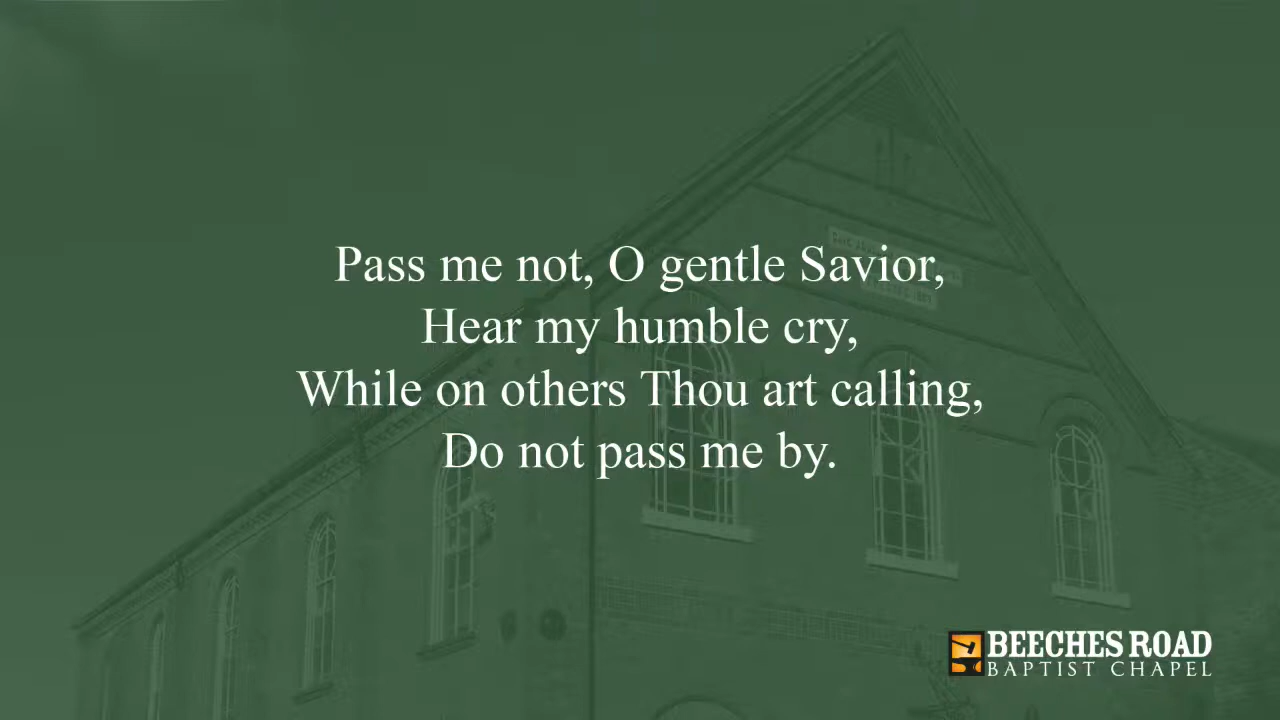 Pass me not, O gentle Savior,
Hear my humble cry,
While on others Thou art calling,
Do not pass me by.
BEECHES ROAD
BAPTIST CHAPEL